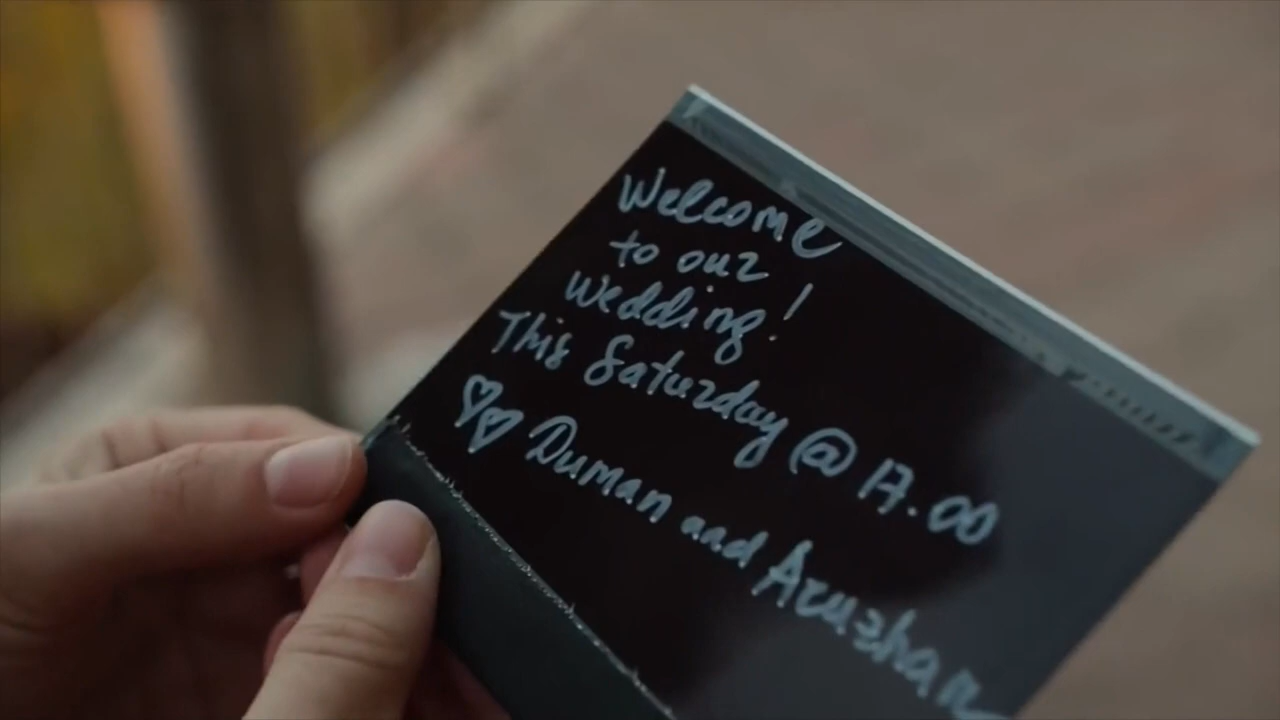 Welcome
to our
wedding!
This Saturday @ 17.00
Duman and Aruzhan